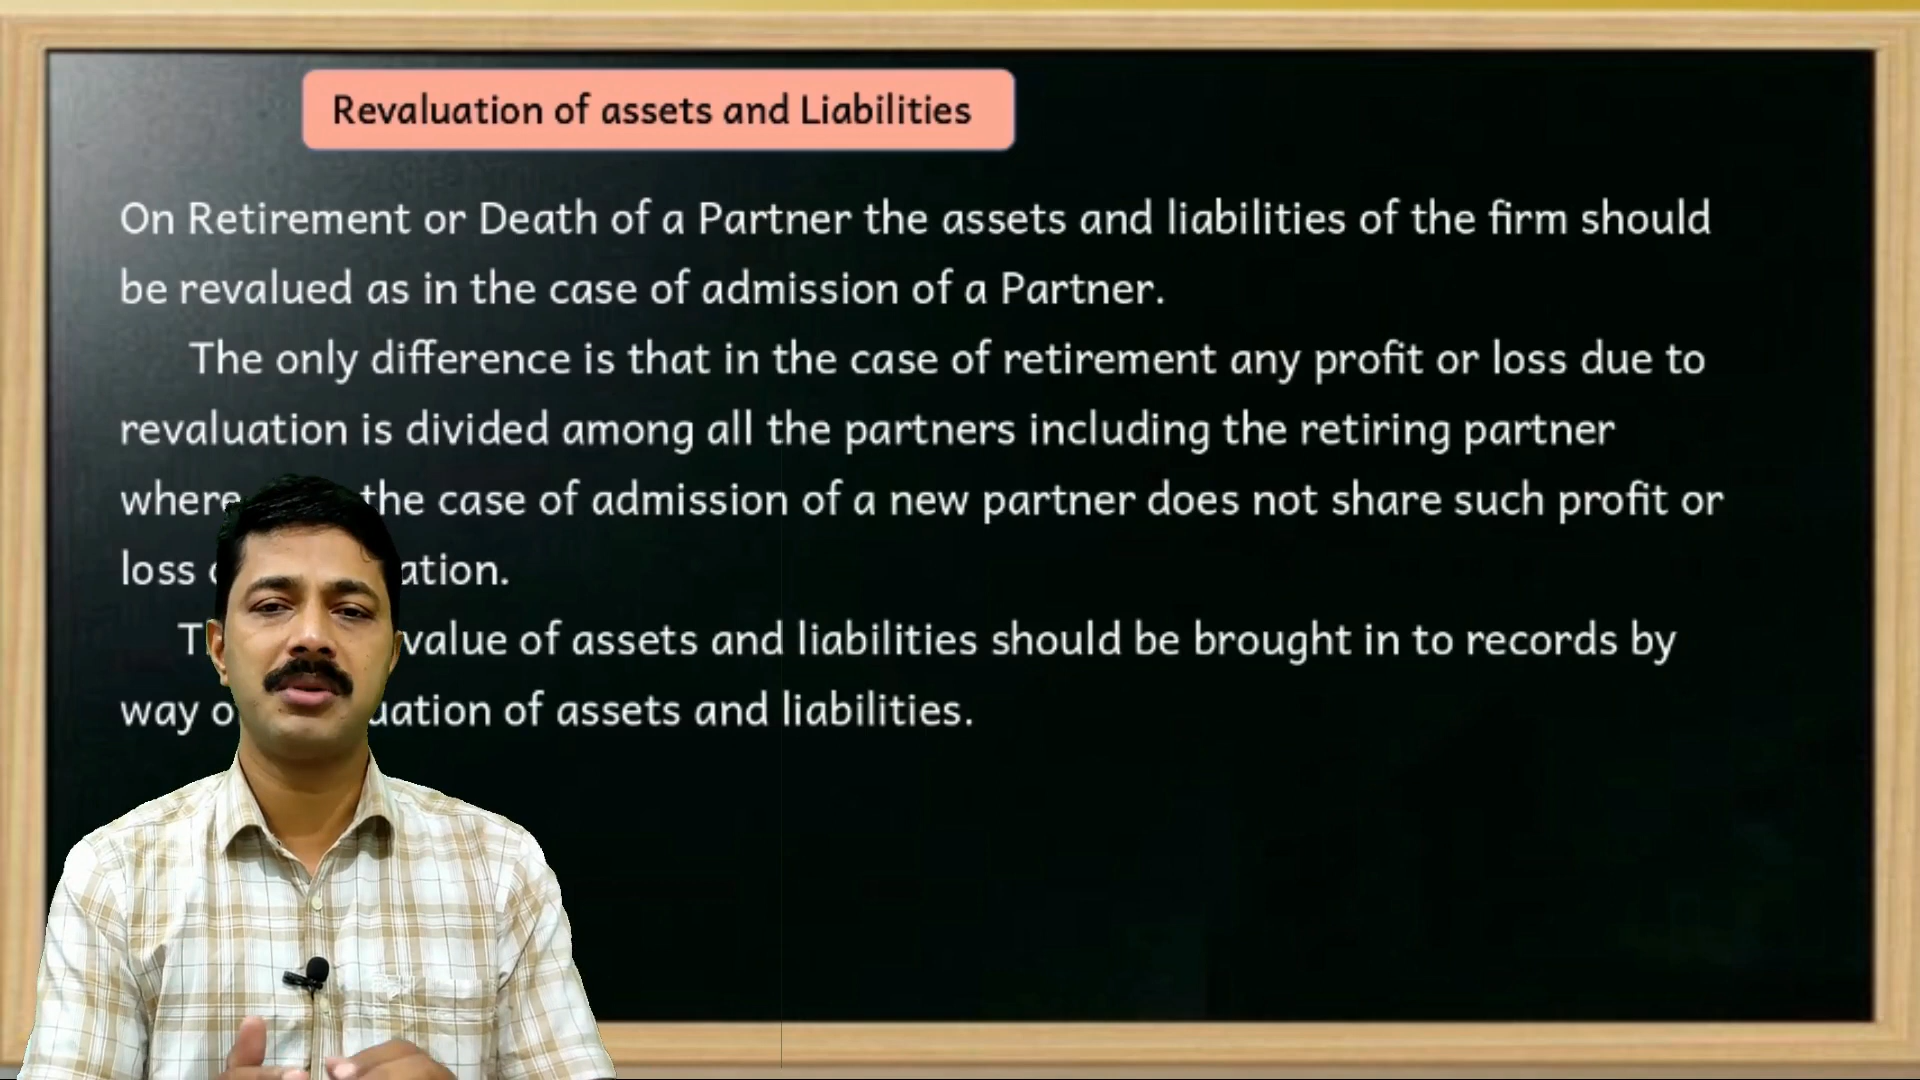 Revaluation of assets and Liabilities
On Retirement or Death of a Partner the assets and liabilities of the firm should
be revalued as in the case of admission of a Partner.
The only difference is that in the case of retirement any profit or loss due to
revaluation is divided among all the partners including the retiring partner
where the case of admission of a new partner does not share such profit or
loss
value of assets and liabilities should be brought in to records by
way of assets and liabilities.